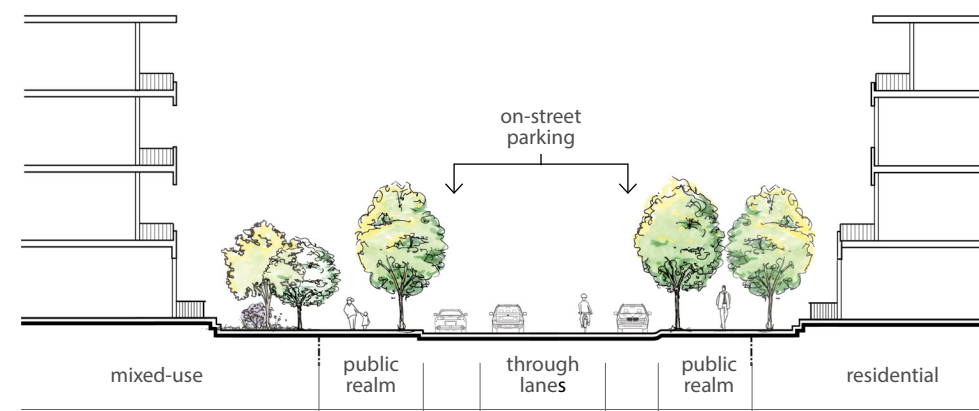 on-street
parking
mixed-use
public
realm
through
lanes
public
realm
residential